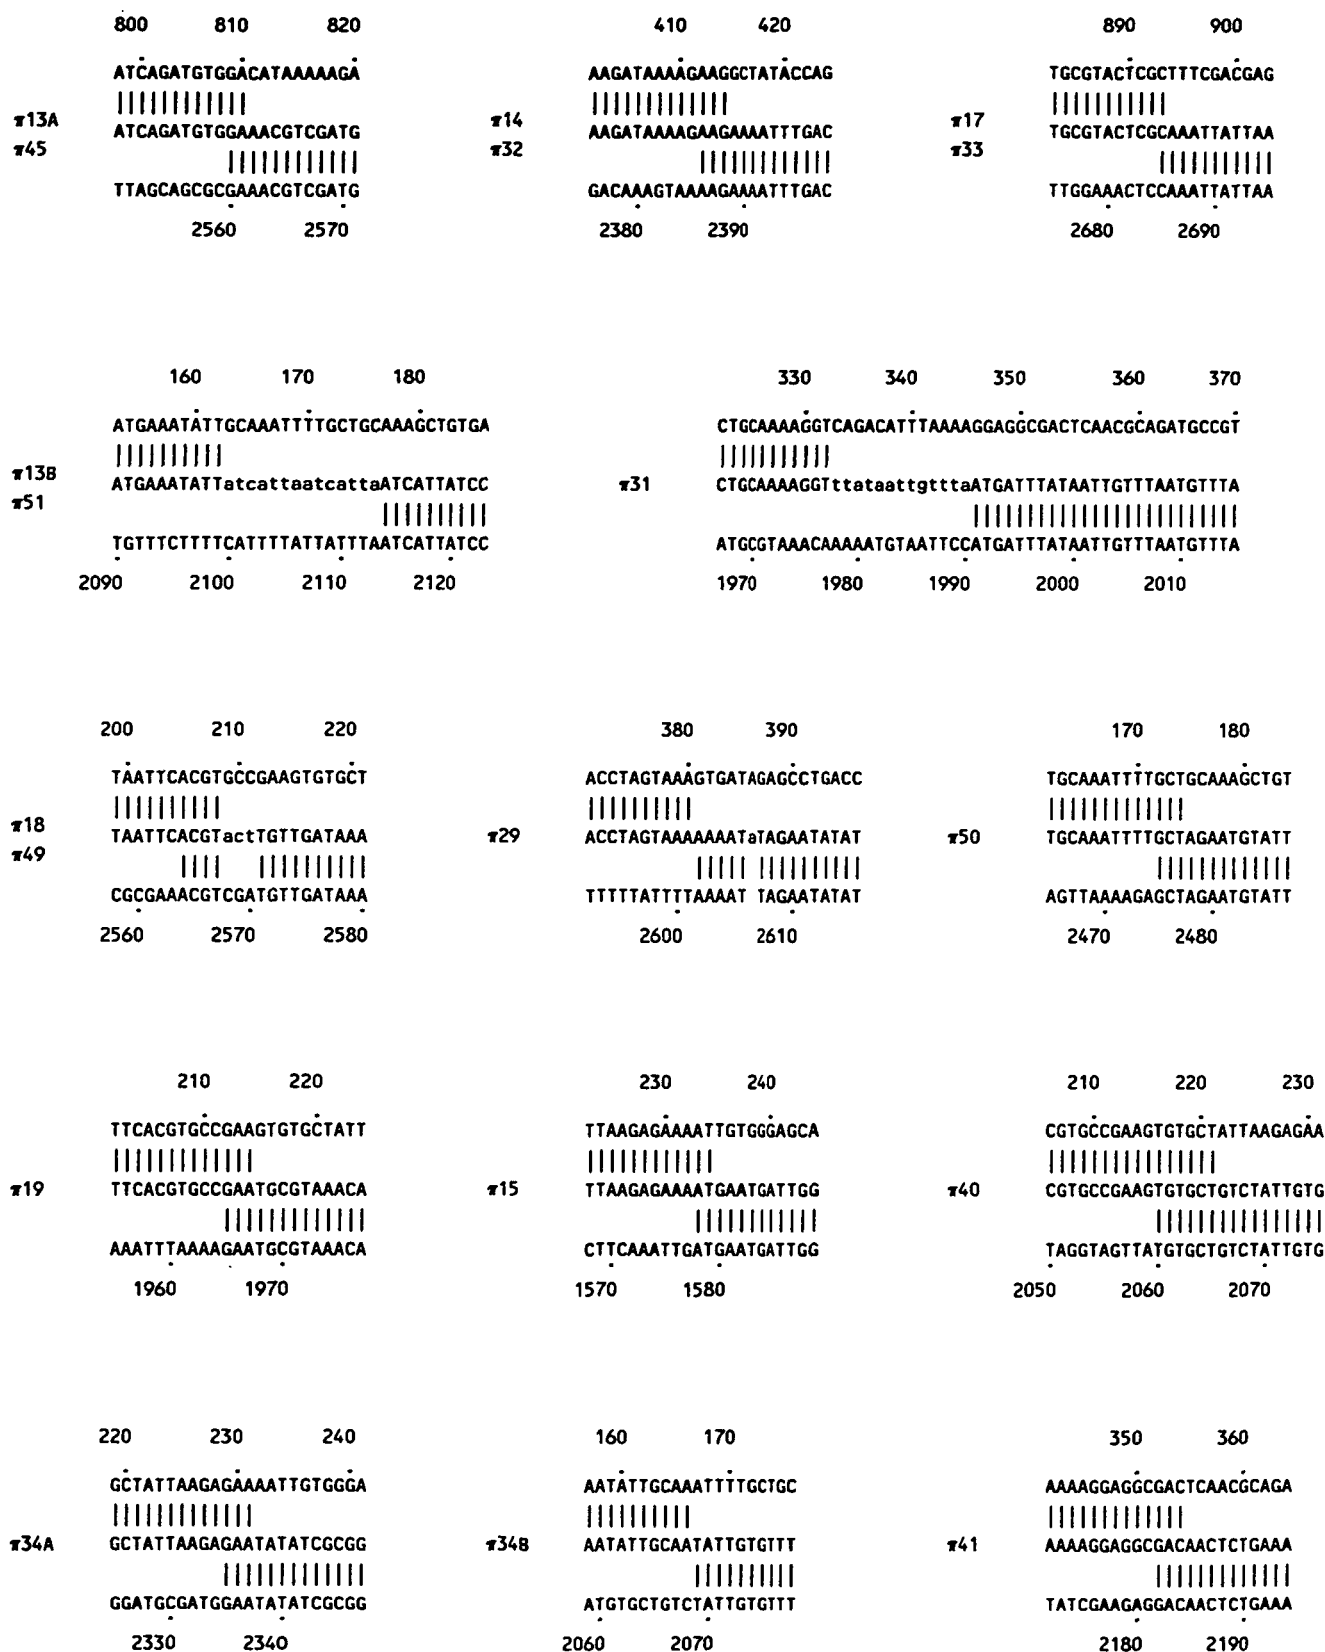 800 810 820
ATCAGATGTGGACATAAAAAGA
π13A
ATCAGATGTGGAAACGTCGATG
π45
TTAGCAGCGCGAAACGTCGATG
2560 2570
410 420
AAGATAAAAGAAGGCTATACCAG
π14
AAGATAAAAGAAGAAAATTTGAC
π32
GACAAAGTAAAAGAAAATTTGAC
2380 2390
890 900
TGCGTACTCGCTTTCGACGAG
π17
TGCGTACTCGCAAATTATTAA
π33
TTGGAAACTCCAAATTATTAA
2680 2690
160 170 180
ATGAAATATTGCAAATTTTGCTGCAAAGCTGTGA
π13B
ATGAAATATTatcattaatcattaATCATTATCC
π51
TGTTTCTTTTCATTTTATTATTTAATCATTATCC
2090 2100 2110 2120
330 340 350 360 370
CTGCAAAAGGTCAGACATTTAAAAGGAGGCGACTCAACGCAGATGCCGT
π31
CTGCAAAAGGTttataattgtttaATGATTTATAATTGTTTAATGTTTA
ATGCGTAAACAAAAATGTAATTCCATGATTTATAATTGTTTAATGTTTA
1970 1980 1990 2000 2010
200 210 220
TAATTCACGTGCCGAAGTGTGCT
π18
TAATTCACGTactTGTTGATAAA
π49
CGCGAAACGTCGATGTTGATAAA
2560 2570 2580
380 390
ACCTAGTAAAGTGATAGAGCCTGACC
π29
ACCTAGTAAAAAAATaTAGAATATAT
TTTTTATTTTAAAAT TAGAATATAT
2600 2610
170 180
TGCAAATTTTGCTGCAAAGCTGT
π50
TGCAAATTTTGCTAGAATGTATT
AGTTAAAAGAGCTAGAATGTATT
2470 2480
210 220
TTCACGTGCCGAAGTGTGCTATT
π19
TTCACGTGCCGAATGCGTAAACA
AAATTTAAAAGAATGCGTAAACA
1960 1970
230 240
TTAAGAGAAAATTGTGGGAGCA
π15
TTAAGAGAAAATGAATGATTGG
CTTCAAATTGATGAATGATTGG
1570 1580
210 220 230
CGTGCCGAAGTGTGCTATTAAGAGAA
π40
CGTGCCGAAGTGTGCTGTCTATTGTG
TAGGTAGTTATGTGCTGTCTATTGTG
2050 2060 2070
220 230 240
GCTATTAAGAGAAAATTGTGGGA
π34A
GCTATTAAGAGAATATATCGCGG
GGATGCGATGGAATATATCGCGG
2330 2340
160 170
AATATTGCAAATTTTGCTGC
π34B
AATATTGCAATATTGTGTTT
ATGTGCTGTCTATTGTGTTT
2060 2070
350 360
AAAAGGAGGCGACTCAACGCAGA
π41
AAAAGGAGGCGACAACTCTGAAA
TATCGAAGAGGACAACTCTGAAA
2180 2190